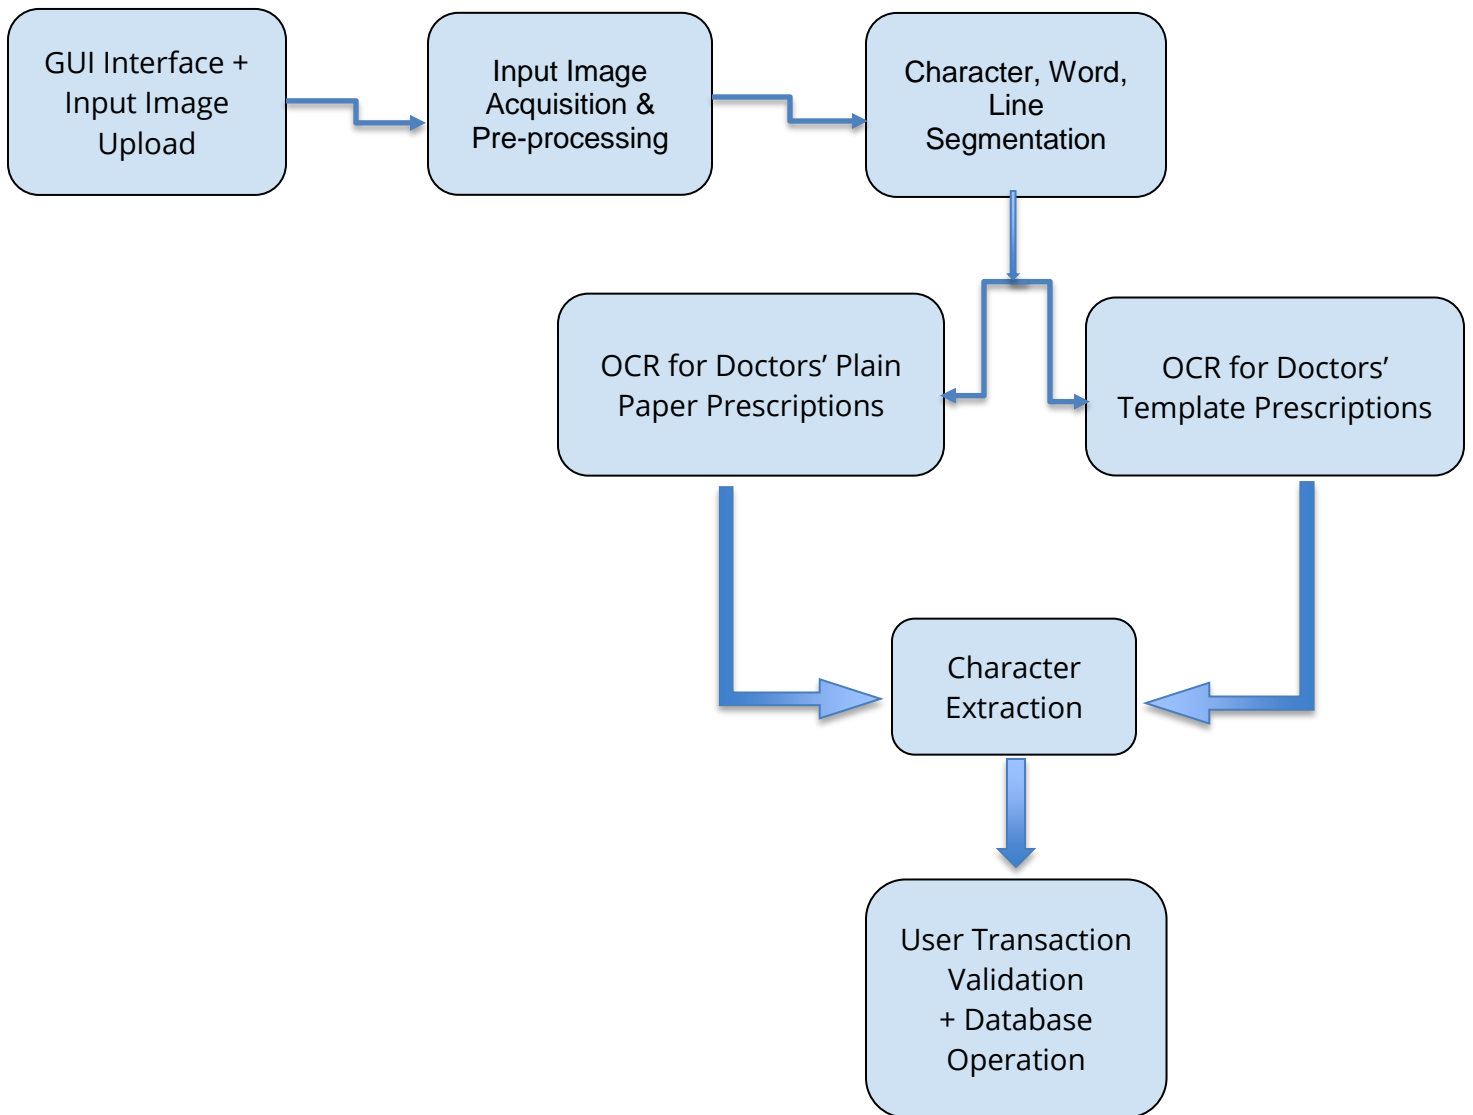 GUI Interface +
Input Image
Upload
Input Image
Acquisition &
Pre-processing
Character, Word,
Line
Segmentation
OCR for Doctors’ Plain
Paper Prescriptions
OCR for Doctors’
Template Prescriptions
Character
Extraction
User Transaction
Validation
+ Database
Operation